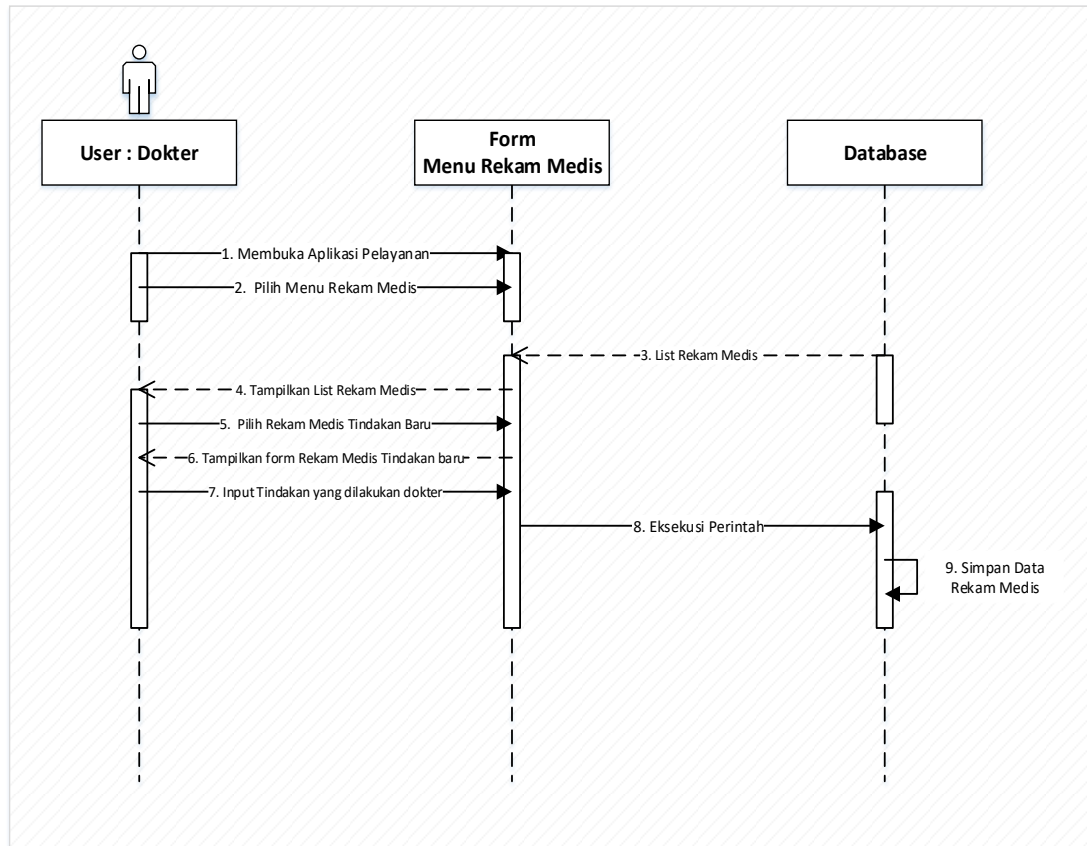 User : Dokter
Form
Menu Rekam Medis
Database
1. Membuka Aplikasi Pelayanan
2. Pilih Menu Rekam Medis
3. List Rekam Medis
4. Tampilkan List Rekam Medis
5. Pilih Rekam Medis Tindakan Baru
6. Tampilkan form Rekam Medis Tindakan baru
7. Input Tindakan yang dilakukan dokter
8. Eksekusi Perintah
9. Simpan Data
Rekam Medis